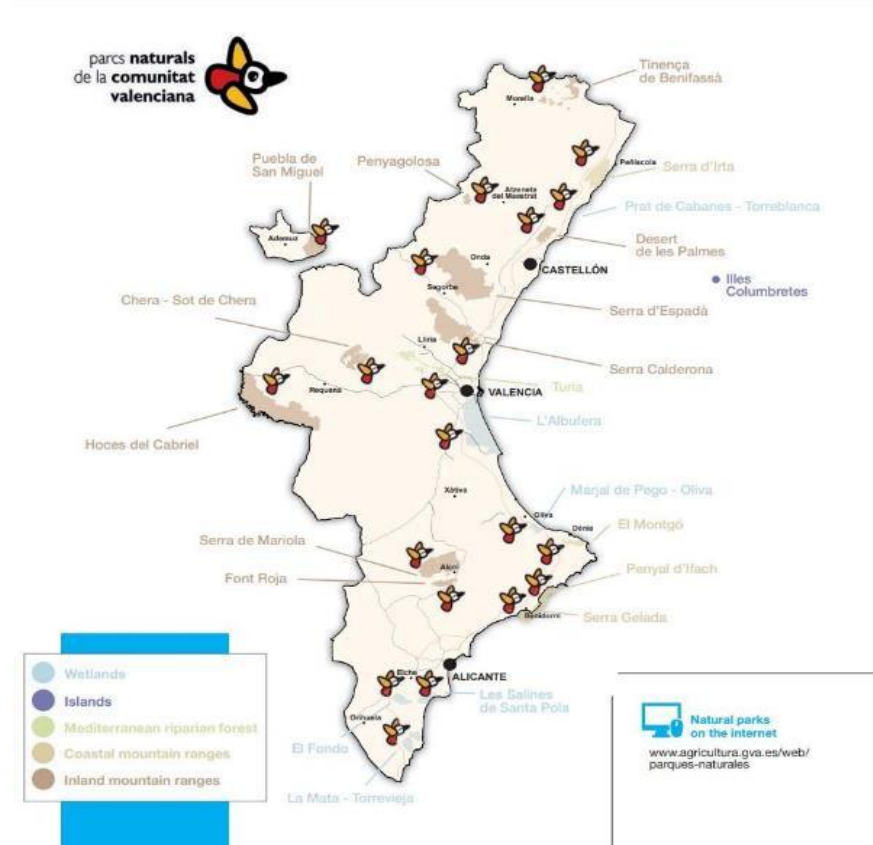 parcs naturals
de la comunitat
valenciana
Tinença
de Benifassà
Morella
Puebla de
San Miguel
Penyagolosa
Peñíscola
Serra d'Irta
Atzeneta
del Maestrat
Prat de Cabanes - Torreblanca
Ademuz
Desert
de les Palmes
Onda
CASTELLÓN
Illes
Columbretes
Segorbe
Chera - Sot de Chera
Serra d'Espadà
Llíria
Serra Calderona
Requena
Turia
VALENCIA
L'Albufera
Hoces del Cabriel
Xàtiva
Marjal de Pego - Oliva
Oliva
Dénia
El Montgó
Serra de Mariola
Alcoi
Penyal d'Ifach
Font Roja
Benidorm
Serra Gelada
Wetlands
Islands
Mediterranean riparian forest
Coastal mountain ranges
Inland mountain ranges
Elche
ALICANTE
Les Salines
de Santa Pola
Orihuela
El Fondo
La Mata - Torrevieja
Natural parks
on the internet
www.agricultura.gva.es/web/
parques-naturales